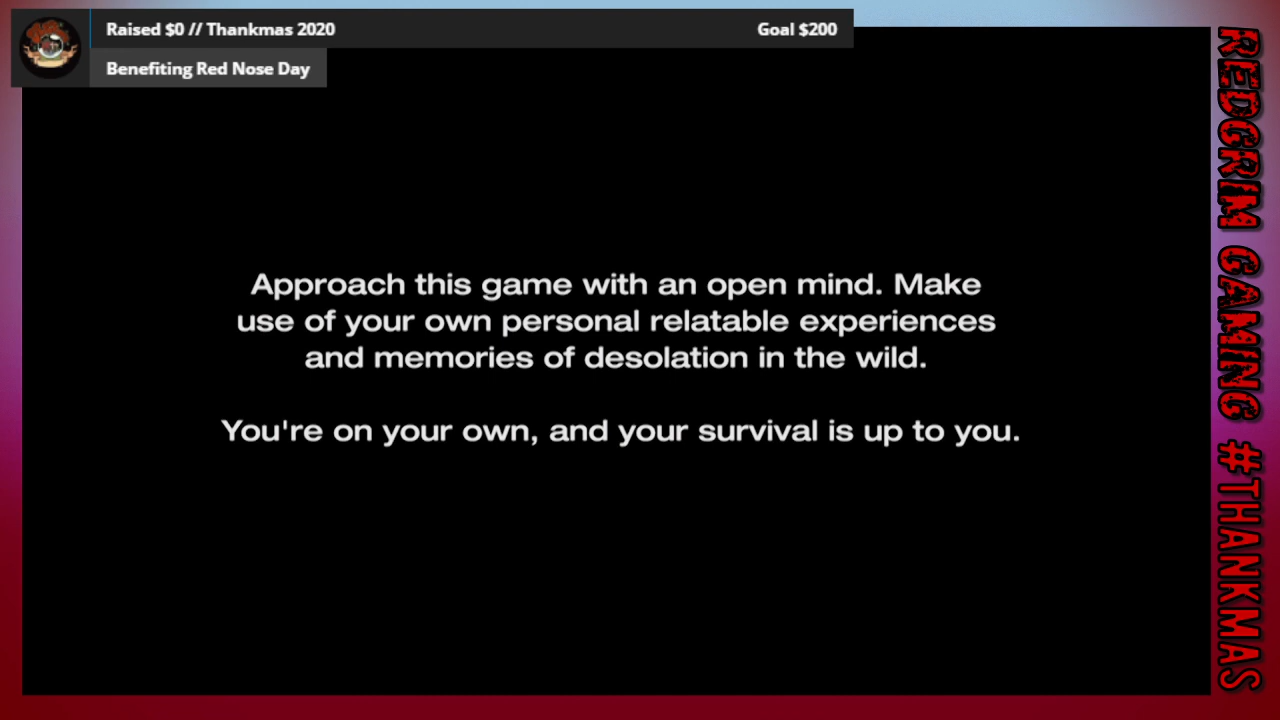 Raised $0 // Thankmas 2020
Goal $200
Benefiting Red Nose Day
Approach this game with an open mind. Make
use of your own personal relatable experiences
and memories of desolation in the wild.
You're on your own, and your survival is up to you.
REDGRIM GAMING #THANKMAS